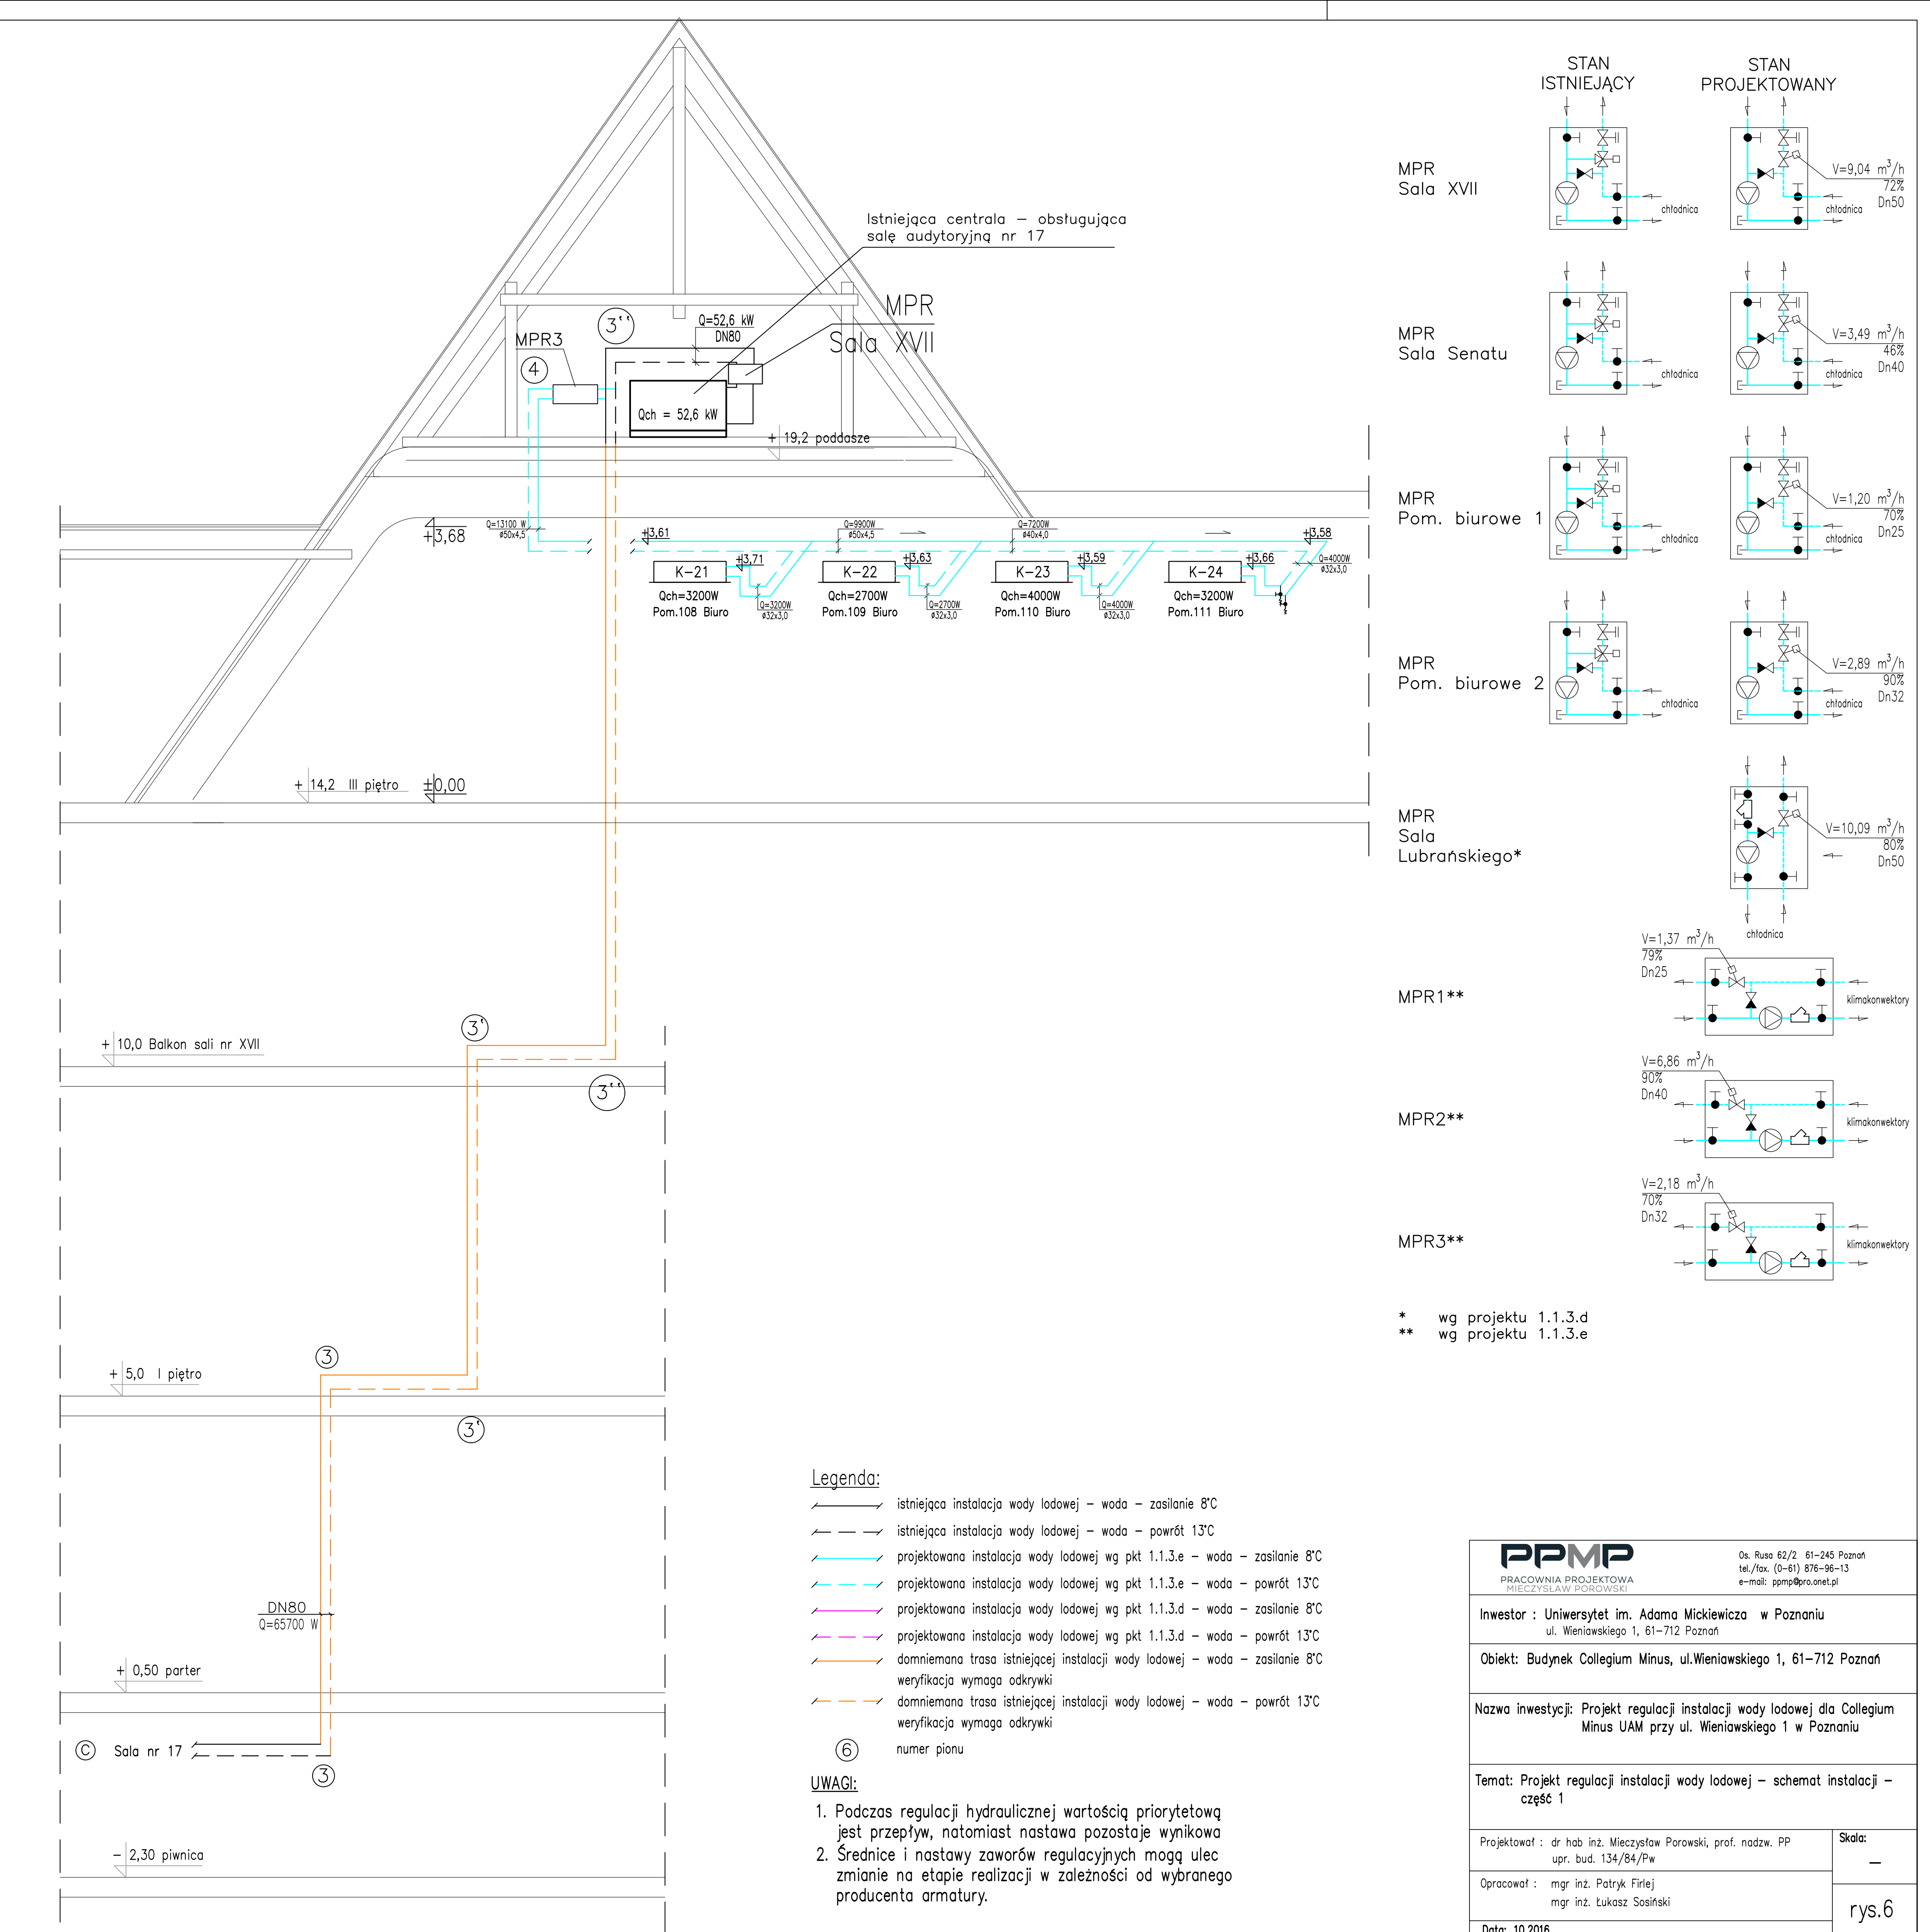 STAN
ISTNIEJĄCY
STAN
PROJEKTOWANY
MPR
Sala XVII
chłodnica
chłodnica
V=9,04 m³/h
72%
Dn50
Istniejąca centrala – obsługująca
salę audytoryjną nr 17
MPR
Sala XVII
3‘‘
Q=52,6 kW
DN80
MPR3
4
Qch = 52,6 kW
+ 19,2 poddasze
MPR
Sala Senatu
chłodnica
chłodnica
V=3,49 m³/h
46%
Dn40
MPR
Pom. biurowe 1
chłodnica
chłodnica
V=1,20 m³/h
70%
Dn25
+3,68
Q=13100 W
ø50x4,5
+3,61
Q=9900W
ø50x4,5
Q=7200W
ø40x4,0
+3,58
K-21
+3,71
Qch=3200W
Pom.108 Biuro
Q=3200W
ø32x3,0
K-22
+3,63
Qch=2700W
Pom.109 Biuro
Q=2700W
ø32x3,0
K-23
+3,59
Qch=4000W
Pom.110 Biuro
Q=4000W
ø32x3,0
K-24
+3,66
Qch=3200W
Pom.111 Biuro
Q=4000W
ø32x3,0
MPR
Pom. biurowe 2
chłodnica
chłodnica
V=2,89 m³/h
90%
Dn32
+ 14,2 III piętro
±0,00
MPR
Sala
Lubrańskiego*
V=10,09 m³/h
80%
Dn50
chłodnica
MPR1**
V=1,37 m³/h
79%
Dn25
klimakonwektory
MPR2**
V=6,86 m³/h
90%
Dn40
klimakonwektory
MPR3**
V=2,18 m³/h
70%
Dn32
klimakonwektory
* wg projektu 1.1.3.d
** wg projektu 1.1.3.e
3‘
+ 10,0 Balkon sali nr XVII
3‘‘
3
+ 5,0 I piętro
3‘
DN80
Q=65700 W
+ 0,50 parter
C Sala nr 17
3
– 2,30 piwnica
Legenda:
istniejąca instalacja wody lodowej – woda – zasilanie 8°C
istniejąca instalacja wody lodowej – woda – powrót 13°C
projektowana instalacja wody lodowej wg pkt 1.1.3.e – woda – zasilanie 8°C
projektowana instalacja wody lodowej wg pkt 1.1.3.e – woda – powrót 13°C
projektowana instalacja wody lodowej wg pkt 1.1.3.d – woda – zasilanie 8°C
projektowana instalacja wody lodowej wg pkt 1.1.3.d – woda – powrót 13°C
domniemana trasa istniejącej instalacji wody lodowej – woda – zasilanie 8°C
weryfikacja wymaga odkrywki
domniemana trasa istniejącej instalacji wody lodowej – woda – powrót 13°C
weryfikacja wymaga odkrywki
6 numer pionu
UWAGI:
1. Podczas regulacji hydraulicznej wartością priorytetową
jest przepływ, natomiast nastawa pozostaje wynikowa
2. Średnice i nastawy zaworów regulacyjnych mogą ulec
zmianie na etapie realizacji w zależności od wybranego
producenta armatury.
PPMP
PRACOWNIA PROJEKTOWA
MIECZYSŁAW POROWSKI
Os. Rusa 62/2 61–245 Poznań
tel./fax. (0–61) 876–96–13
e–mail: ppmp@pro.onet.pl
Inwestor : Uniwersytet im. Adama Mickiewicza w Poznaniu
ul. Wieniawskiego 1, 61–712 Poznań
Obiekt: Budynek Collegium Minus, ul.Wieniawskiego 1, 61–712 Poznań
Nazwa inwestycji: Projekt regulacji instalacji wody lodowej dla Collegium
Minus UAM przy ul. Wieniawskiego 1 w Poznaniu
Temat: Projekt regulacji instalacji wody lodowej – schemat instalacji –
część 1
Projektował : dr hab inż. Mieczysław Porowski, prof. nadzw. PP
upr. bud. 134/84/Pw
Skala:
–
Opracował : mgr inż. Patryk Firlej
mgr inż. Łukasz Sosiński
rys.6
Data: 10.2016